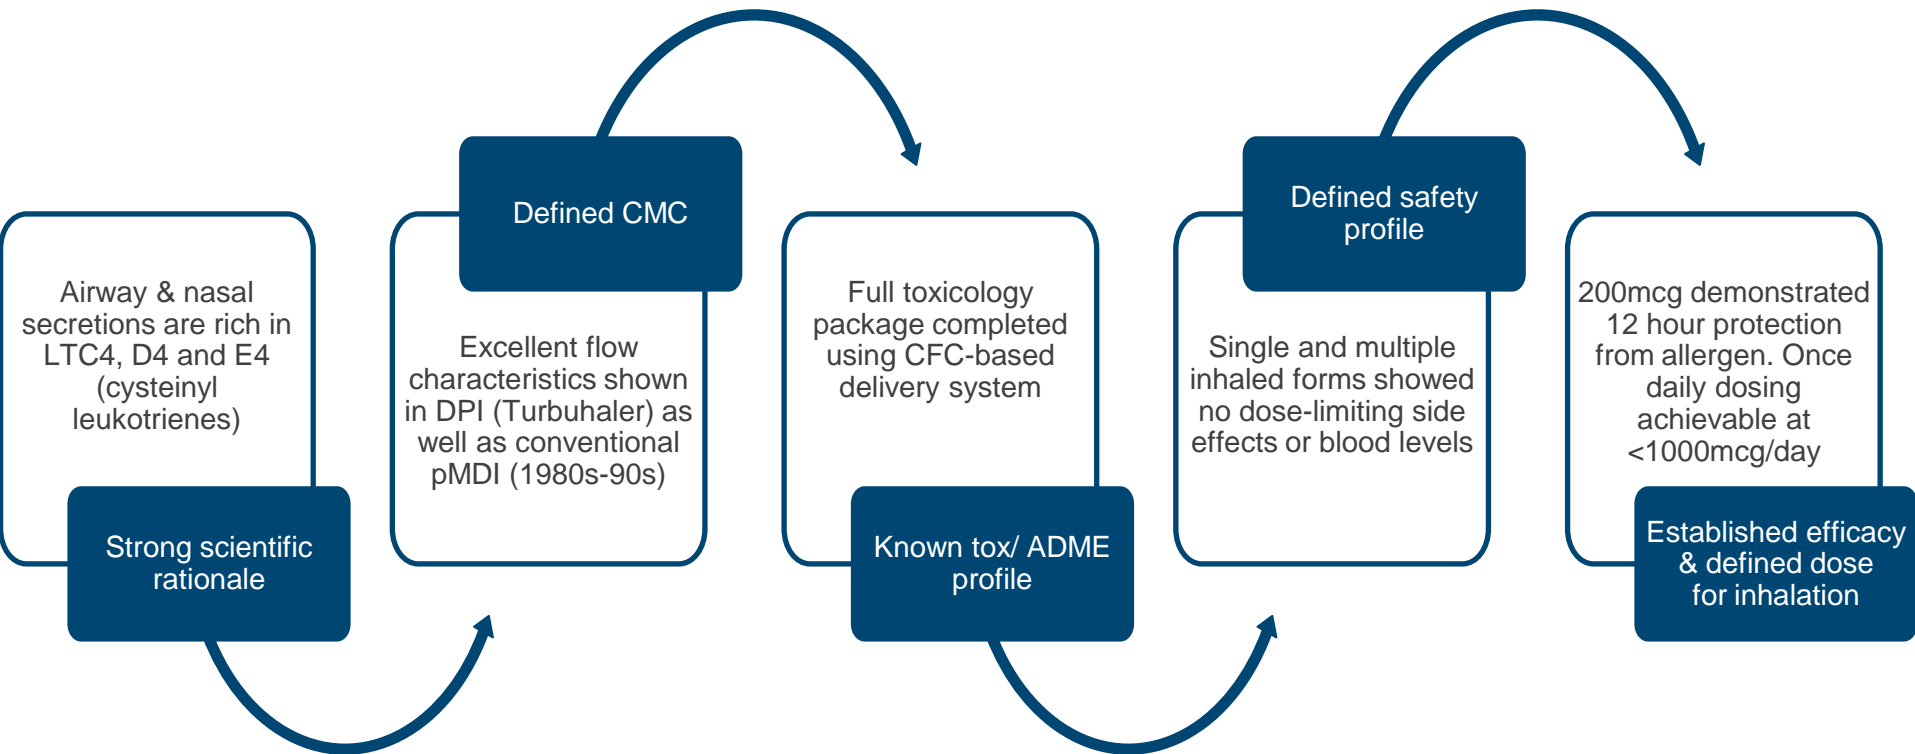 Airway & nasal
secretions are rich in
LTC4, D4 and E4
(cysteinyl
leukotrienes)
Strong scientific
rationale
Defined CMC
Excellent flow
characteristics shown
in DPI (Turbuhaler) as
well as conventional
pMDI (1980s-90s)
Full toxicology
package completed
using CFC-based
delivery system
Known tox/ ADME
profile
Defined safety
profile
Single and multiple
inhaled forms showed
no dose-limiting side
effects or blood levels
200mcg demonstrated
12 hour protection
from allergen. Once
daily dosing
achievable at
<1000mcg/day
Established efficacy
& defined dose
for inhalation